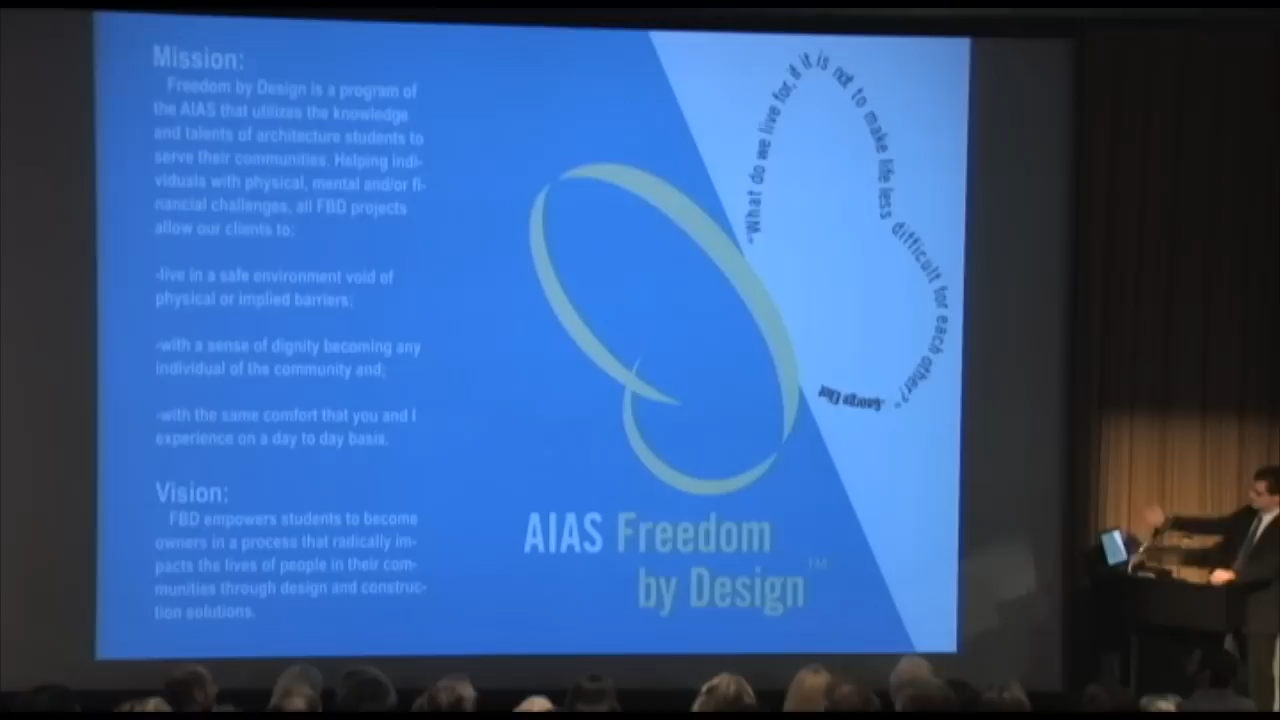 Mission:
Freedom by Design is a program of
the AIAS that utilizes the knowledge
and talents of architecture students to
serve their communities. Helping indi-
viduals with physical, mental and/or fi-
nancial challenges, all FBD projects
allow our clients to:
-live in a safe environment void of
physical or implied barriers;
-with a sense of dignity becoming any
individual of the community and;
-with the same comfort that you and I
experience on a day to day basis.
Vision:
FBD empowers students to become
owners in a process that radically im-
pacts the lives of people in their com-
munities through design and construc-
tion solutions.
"What do we live for, if it is not to make life less difficult for each other?"
-George Eliot
AIAS Freedom
by Design™